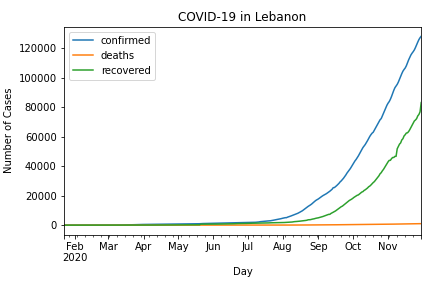 COVID-19 in Lebanon
confirmed
deaths
recovered
120000
100000
80000
60000
40000
20000
0
Number of Cases
Feb Mar Apr May Jun Jul Aug Sep Oct Nov
2020
Day